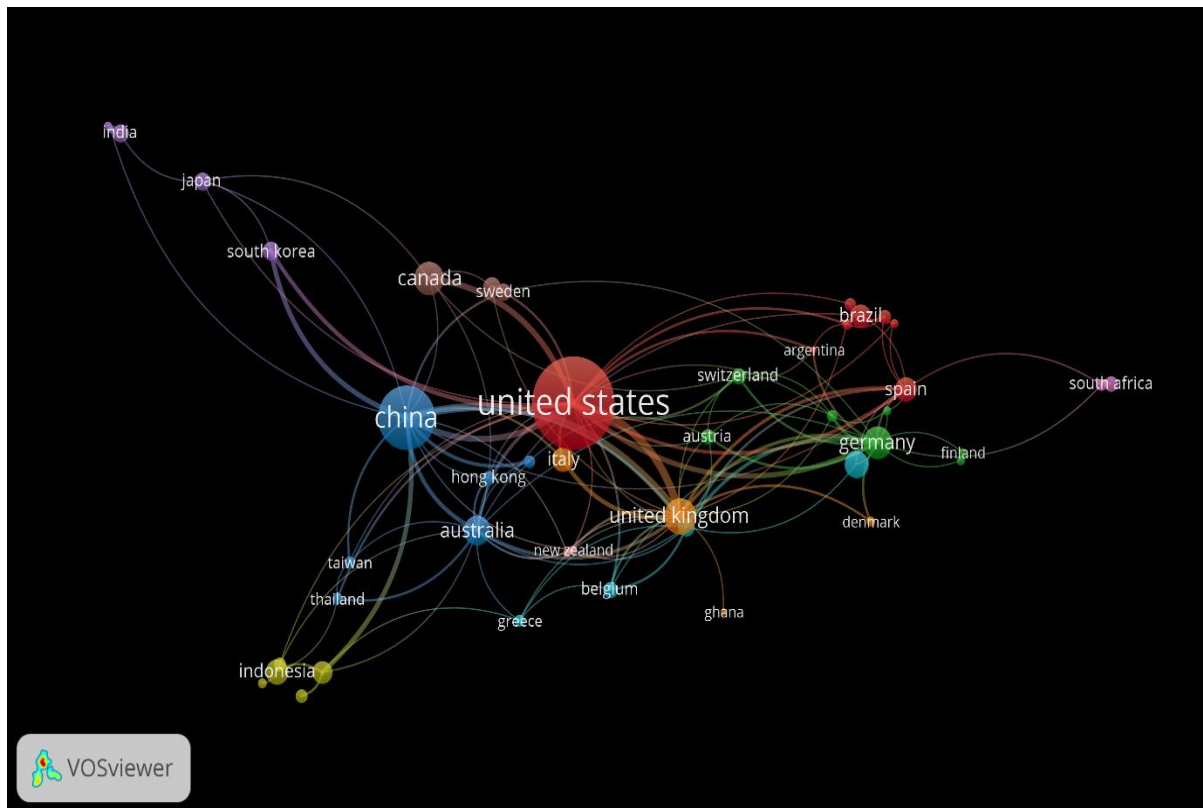 india
japan
south korea
canada
sweden
brazil
argentina
switzerland
spain
south africa
united states
china
austria
germany
finland
italy
hong kong
united kingdom
denmark
australia
new zealand
taiwan
belgium
thailand
ghana
greece
indonesia
VOSviewer